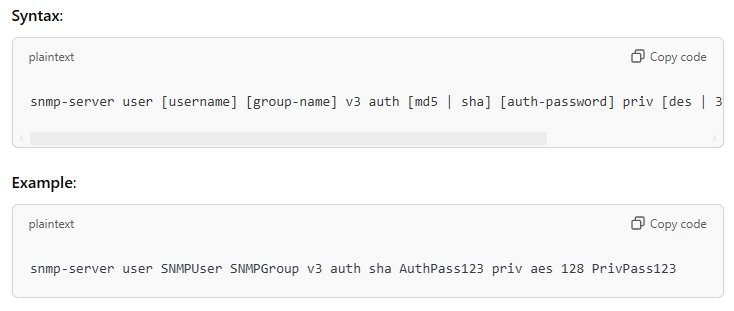 Syntax:
plaintext Copy code
snmp-server user [username] [group-name] v3 auth [md5 | sha] [auth-password] priv [des | 3
Example:
plaintext Copy code
snmp-server user SNMPUser SNMPGroup v3 auth sha AuthPass123 priv aes 128 PrivPass123